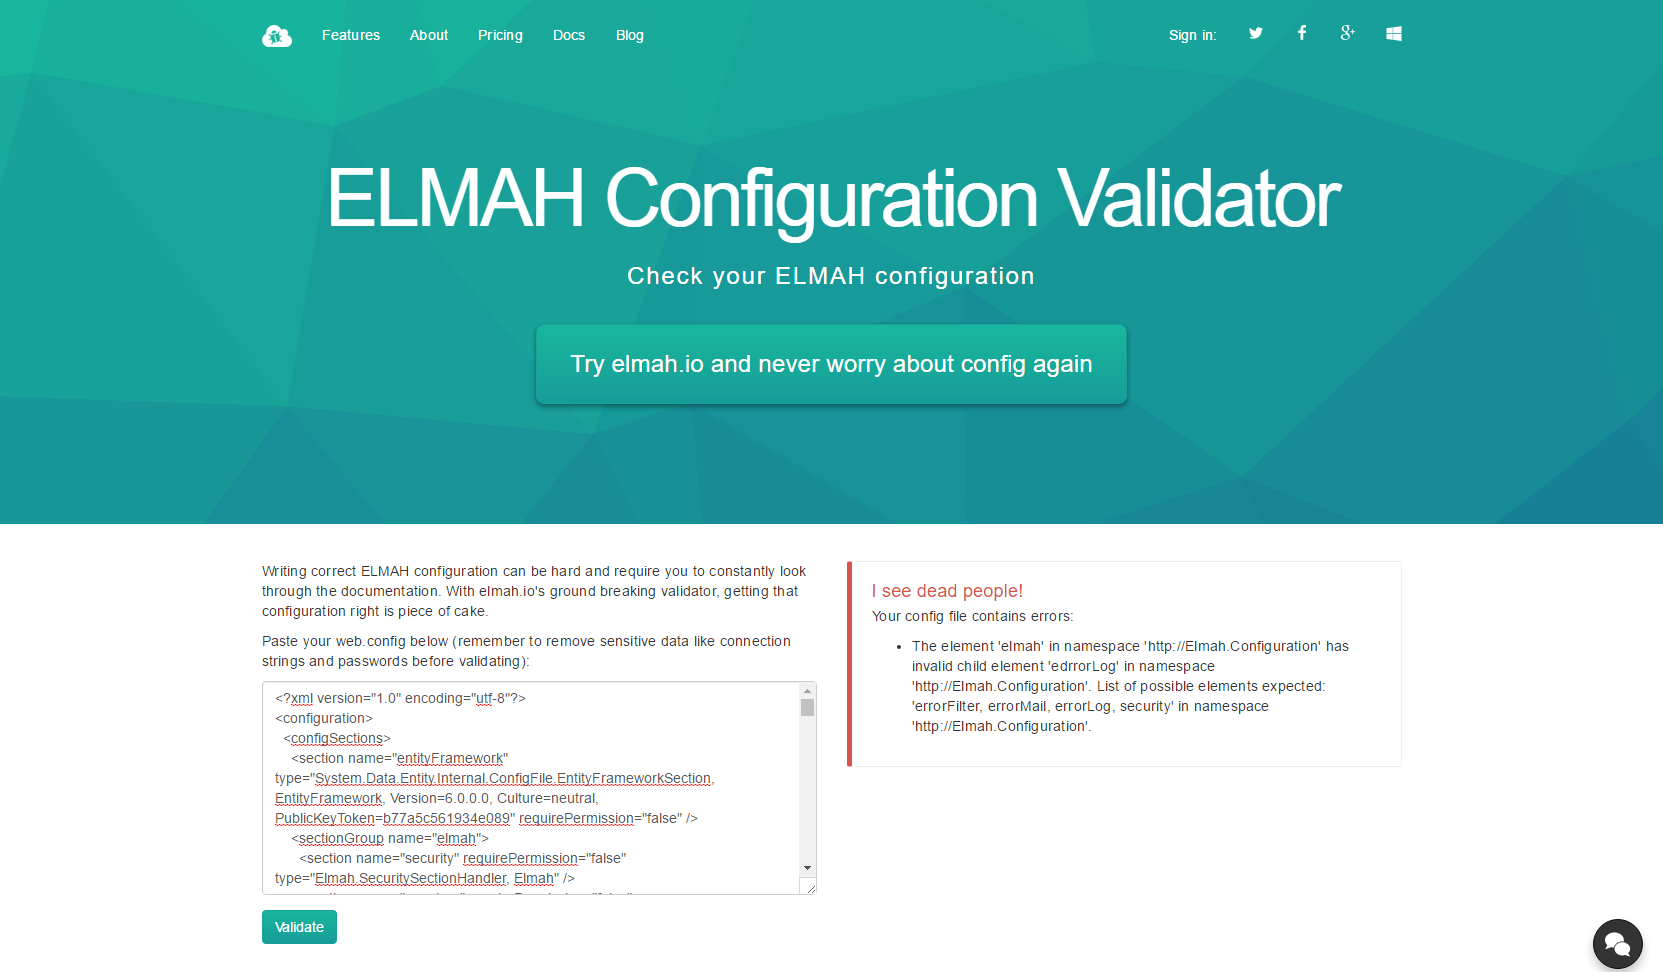 Features About Pricing Docs Blog Sign in:
ELMAH Configuration Validator
Check your ELMAH configuration
Try elmah.io and never worry about config again
Writing correct ELMAH configuration can be hard and require you to constantly look
through the documentation. With elmah.io's ground breaking validator, getting that
configuration right is piece of cake.
Paste your web.config below (remember to remove sensitive data like connection
strings and passwords before validating):
<?xml version="1.0" encoding="utf-8"?>
<configuration>
<configSections>
<section name="entityFramework"
type="System.Data.Entity.Internal.ConfigFile.EntityFrameworkSection,
EntityFramework, Version=6.0.0.0, Culture=neutral,
PublicKeyToken=b77a5c561934e089" requirePermission="false" />
<sectionGroup name="elmah">
<section name="security" requirePermission="false"
type="Elmah.SecuritySectionHandler, Elmah" />
Validate
I see dead people!
Your config file contains errors:
• The element 'elmah' in namespace 'http://Elmah.Configuration' has
invalid child element 'edrrorLog' in namespace
'http://Elmah.Configuration'. List of possible elements expected:
'errorFilter, errorMail, errorLog, security' in namespace
'http://Elmah.Configuration'.